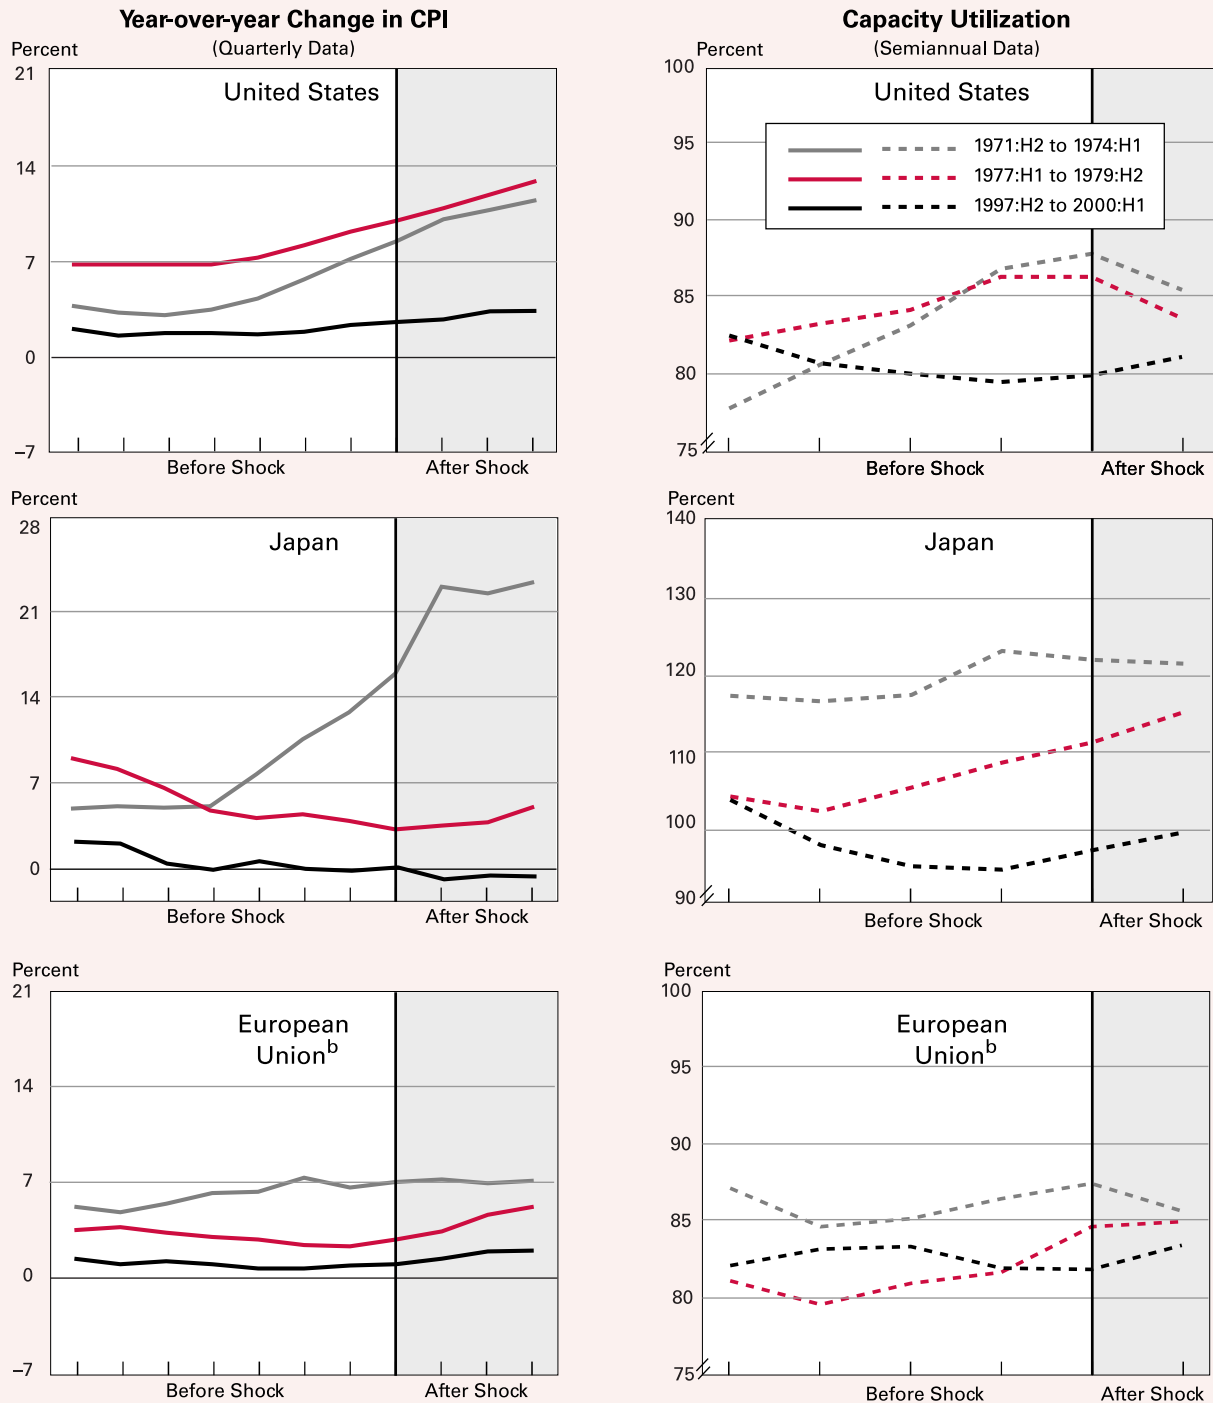 Year-over-year Change in CPI
(Quarterly Data)
Percent
21
14
7
0
–7
United States
Before Shock
After Shock
Capacity Utilization
(Semiannual Data)
Percent
100
95
90
85
80
75
United States
1971:H2 to 1974:H1
1977:H1 to 1979:H2
1997:H2 to 2000:H1
Before Shock
After Shock
Percent
28
21
14
7
0
Japan
Before Shock
After Shock
Percent
140
130
120
110
100
90
Japan
Before Shock
After Shock
Percent
21
14
7
0
–7
European
Unionb
Before Shock
After Shock
Percent
100
95
90
85
80
75
European
Unionb
Before Shock
After Shock